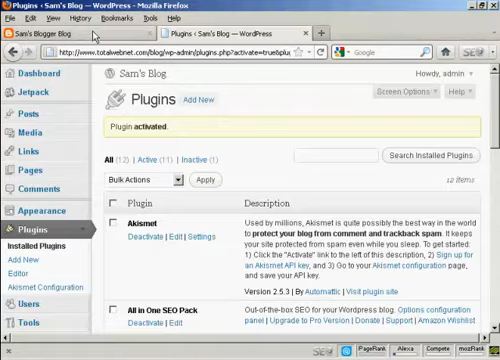 Plugins ‹ Sam's Blog — WordPress - Mozilla Firefox
File Edit View History Bookmarks Tools Help
Sam's Blogger Blog
Plugins ‹ Sam's Blog — WordPress
http://www.totalwebnet.com/blog/wp-admin/plugins.php?activate=true&plu
Google
Sam's Blog
Howdy, admin
Dashboard
Jetpack
Posts
Media
Links
Pages
Comments
Appearance
Plugins
Installed Plugins
Add New
Editor
Akismet Configuration
Users
Tools
Plugins Add New
Screen Options
Help
Plugin activated.
All (12) | Active (11) | Inactive (1)
Search Installed Plugins
Bulk Actions
Apply
12 items
Plugin
Description
Akismet
Deactivate | Edit | Settings
Used by millions, Akismet is quite possibly the best way in the world
to protect your blog from comment and trackback spam. It keeps
your site protected from spam even while you sleep. To get started:
1) Click the "Activate" link to the left of this description, 2) Sign up for
an Akismet API key, and 3) Go to your Akismet configuration page,
and save your API key.
Version 2.5.3 | By Automattic | Visit plugin site
All in One SEO Pack
Deactivate | Edit
Out-of-the-box SEO for your WordPress blog. Options configuration
panel | Upgrade to Pro Version | Donate | Support | Amazon Wishlist
PageRank
Alexa
Compete
mozRank